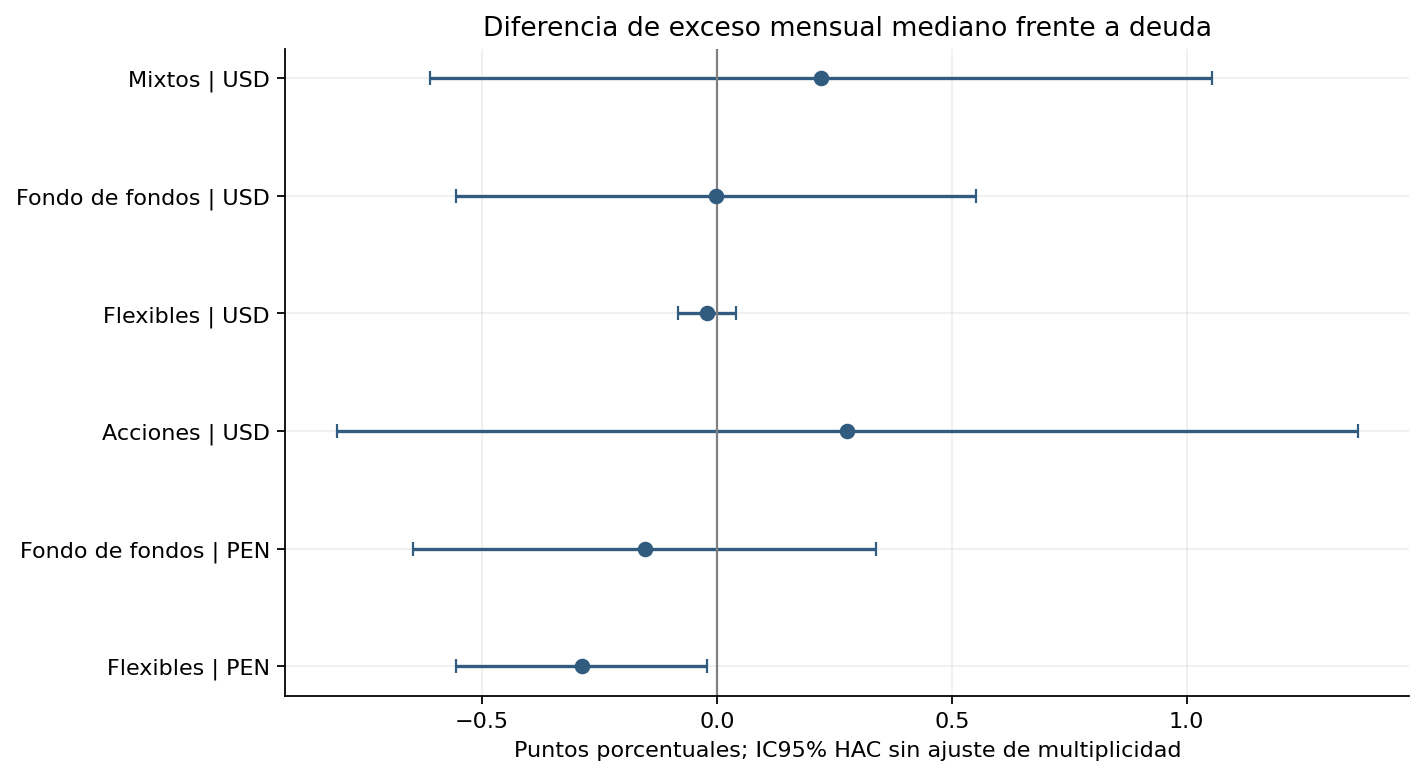 Diferencia de exceso mensual mediano frente a deuda
Mixtos | USD
Fondo de fondos | USD
Flexibles | USD
Acciones | USD
Fondo de fondos | PEN
Flexibles | PEN
−0.5 0.0 0.5 1.0
Puntos porcentuales; IC95% HAC sin ajuste de multiplicidad